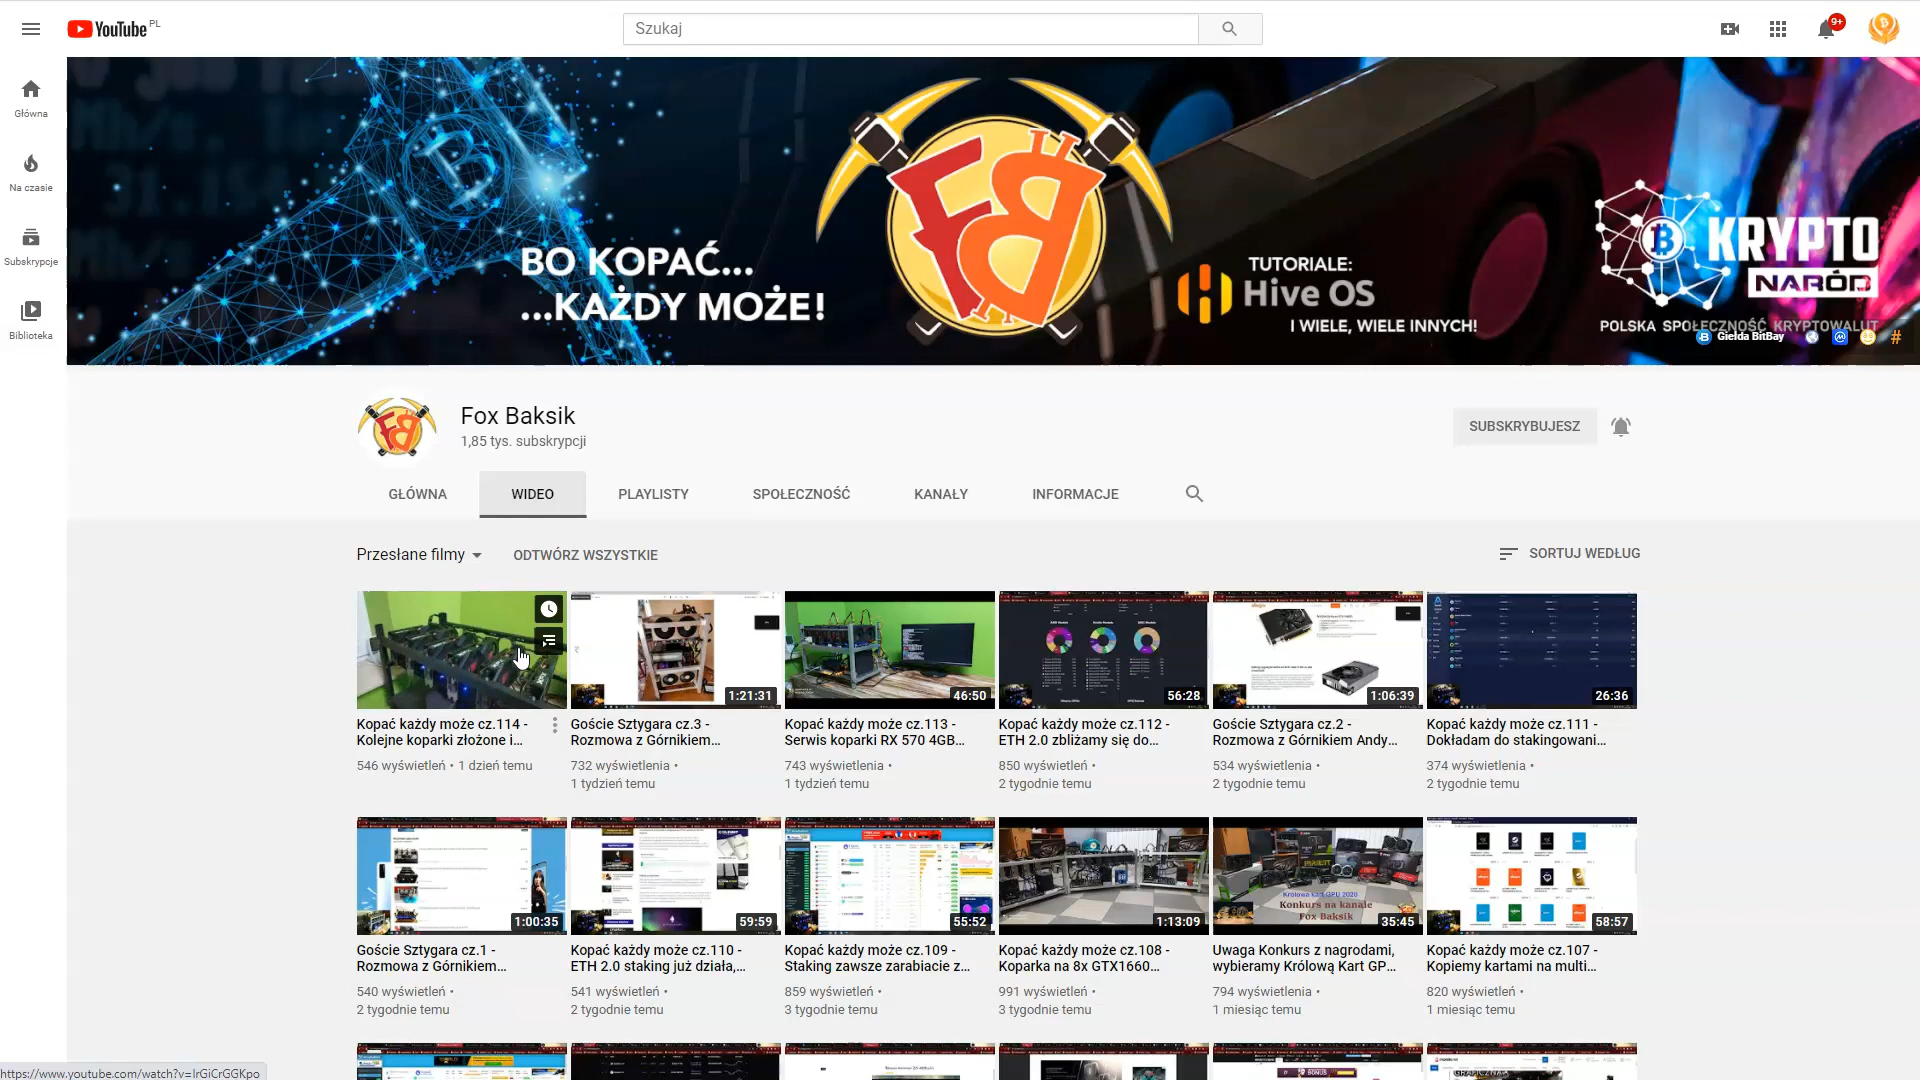 YouTube PL
Szukaj
9+
Główna
Na czasie
Subskrypcje
Biblioteka
BO KOPAĆ...
...KAŻDY MOŻE!
TUTORIALE:
Hive OS
I WIELE, WIELE INNYCH!
KRYPTO
NARÓD
POLSKA SPOŁECZNOŚĆ KRYPTOWALUT
Giełda BitBay
Fox Baksik
1,85 tys. subskrypcji
SUBSKRYBUJESZ
GŁÓWNA
WIDEO
PLAYLISTY
SPOŁECZNOŚĆ
KANAŁY
INFORMACJE
Przesłane filmy
ODTWÓRZ WSZYSTKIE
SORTUJ WEDŁUG
Kopać każdy może cz.114 -
Kolejne koparki złożone i...
546 wyświetleń • 1 dzień temu
1:21:31
Goście Sztygara cz.3 -
Rozmowa z Górnikiem...
732 wyświetlenia •
1 tydzień temu
46:50
Kopać każdy może cz.113 -
Serwis koparki RX 570 4GB...
743 wyświetlenia •
1 tydzień temu
56:28
Kopać każdy może cz.112 -
ETH 2.0 zbliżamy się do...
850 wyświetleń •
2 tygodnie temu
1:06:39
Goście Sztygara cz.2 -
Rozmowa z Górnikiem Andy...
534 wyświetlenia •
2 tygodnie temu
26:36
Kopać każdy może cz.111 -
Dokładam do stakingowani...
374 wyświetlenia •
2 tygodnie temu
1:00:35
Goście Sztygara cz.1 -
Rozmowa z Górnikiem...
540 wyświetleń •
2 tygodnie temu
59:59
Kopać każdy może cz.110 -
ETH 2.0 staking już działa,...
541 wyświetleń •
2 tygodnie temu
55:52
Kopać każdy może cz.109 -
Staking zawsze zarabiacie z...
859 wyświetleń •
3 tygodnie temu
1:13:09
Kopać każdy może cz.108 -
Koparka na 8x GTX1660...
991 wyświetleń •
3 tygodnie temu
Królowa kart GPU 2020
Konkurs na kanale
Fox Baksik
35:45
Uwaga Konkurs z nagrodami,
wybieramy Królową Kart GP...
794 wyświetlenia •
1 miesiąc temu
58:57
Kopać każdy może cz.107 -
Kopiemy kartami na multi...
820 wyświetleń •
1 miesiąc temu
https://www.youtube.com/watch?v=IrGiCrGGKpo